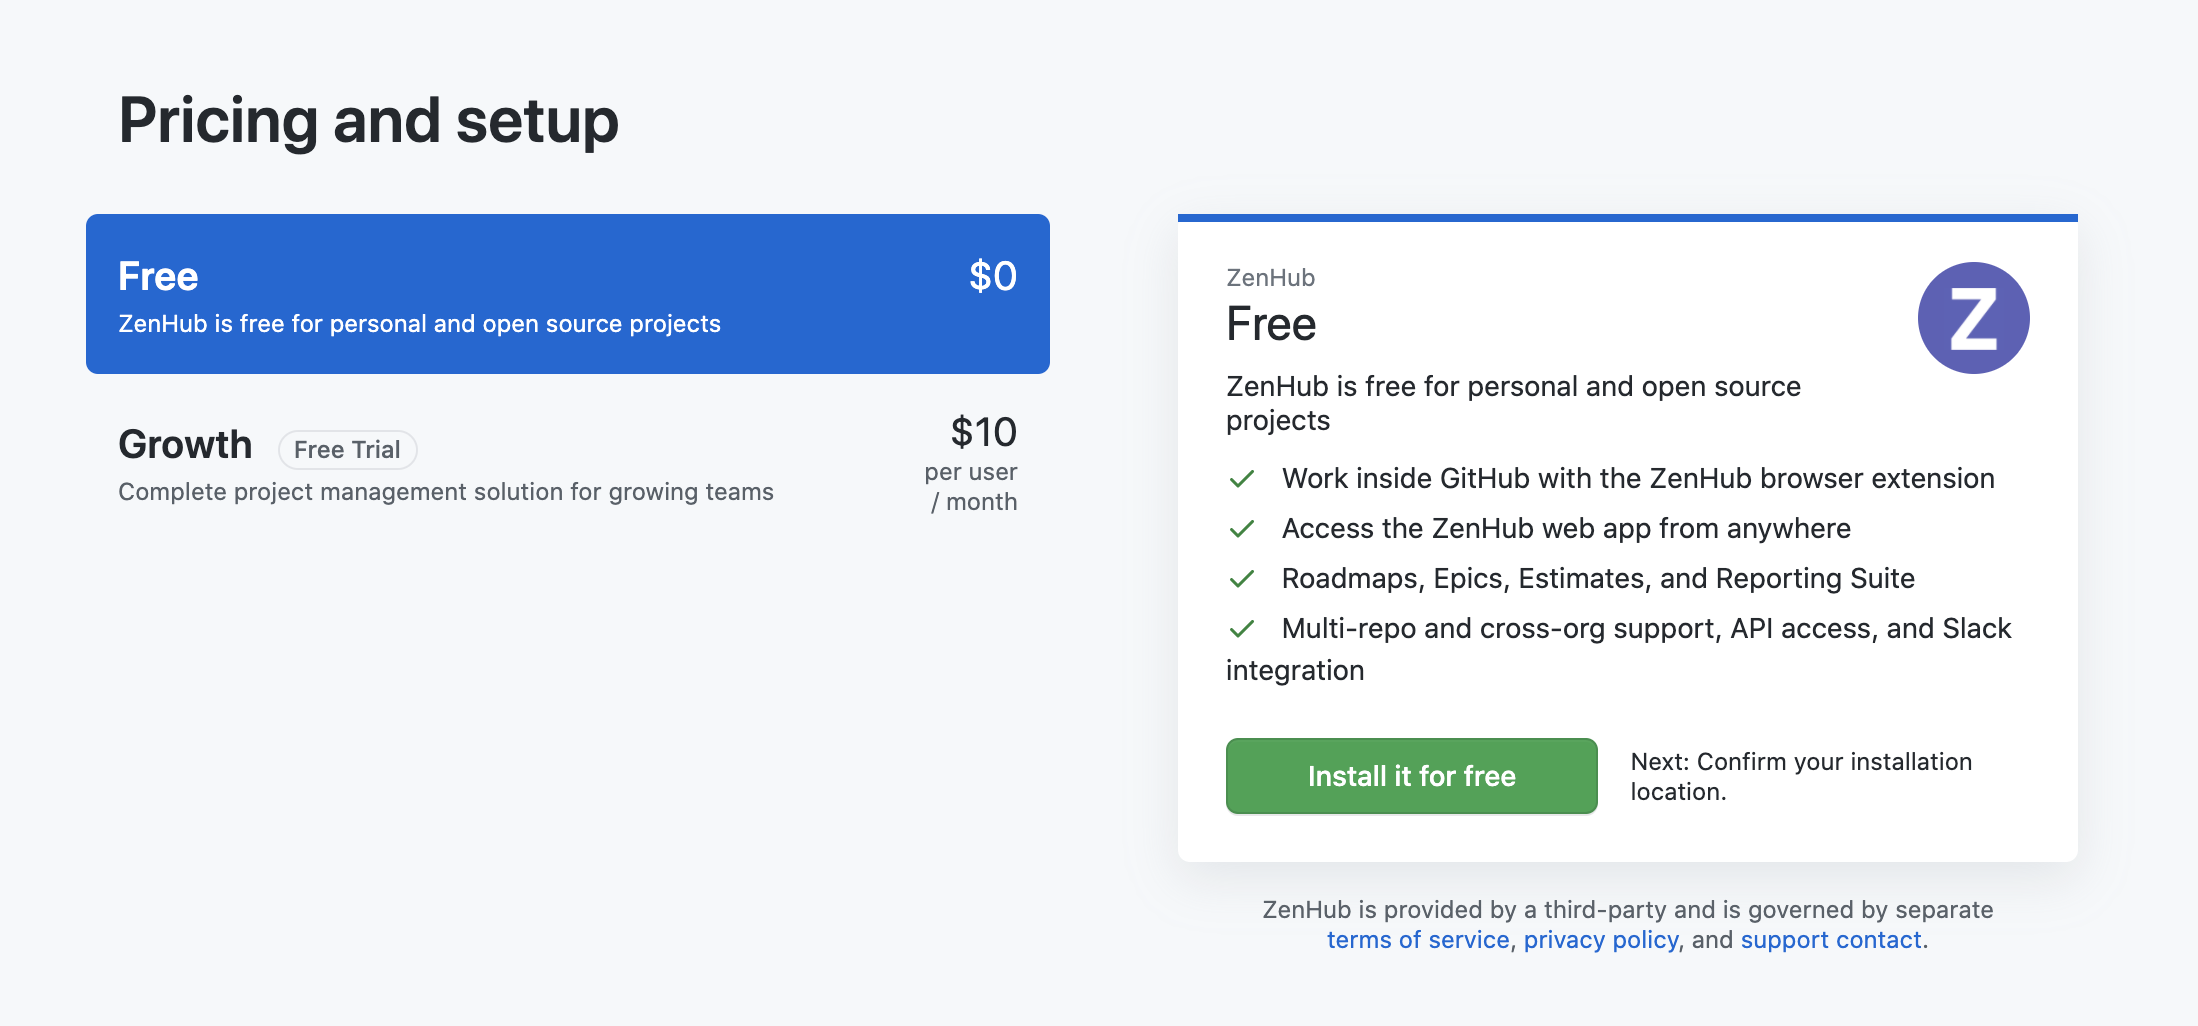 Pricing and setup
Free
$0
ZenHub is free for personal and open source projects
Growth
Free Trial
$10
per user
/ month
Complete project management solution for growing teams
ZenHub
Free
Z
ZenHub is free for personal and open source
projects
Work inside GitHub with the ZenHub browser extension
Access the ZenHub web app from anywhere
Roadmaps, Epics, Estimates, and Reporting Suite
Multi-repo and cross-org support, API access, and Slack
integration
Install it for free
Next: Confirm your installation
location.
ZenHub is provided by a third-party and is governed by separate
terms of service, privacy policy, and support contact.